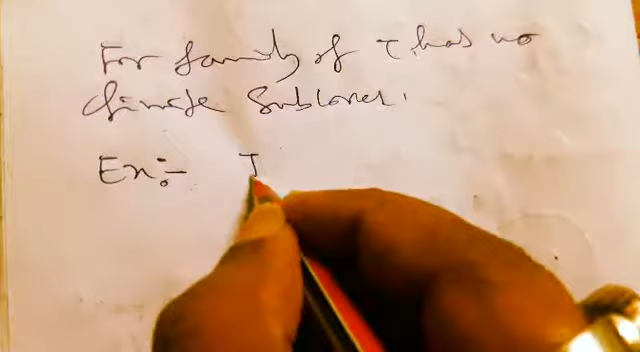 For family of τ has no
finite Subcover.
Ex:- I